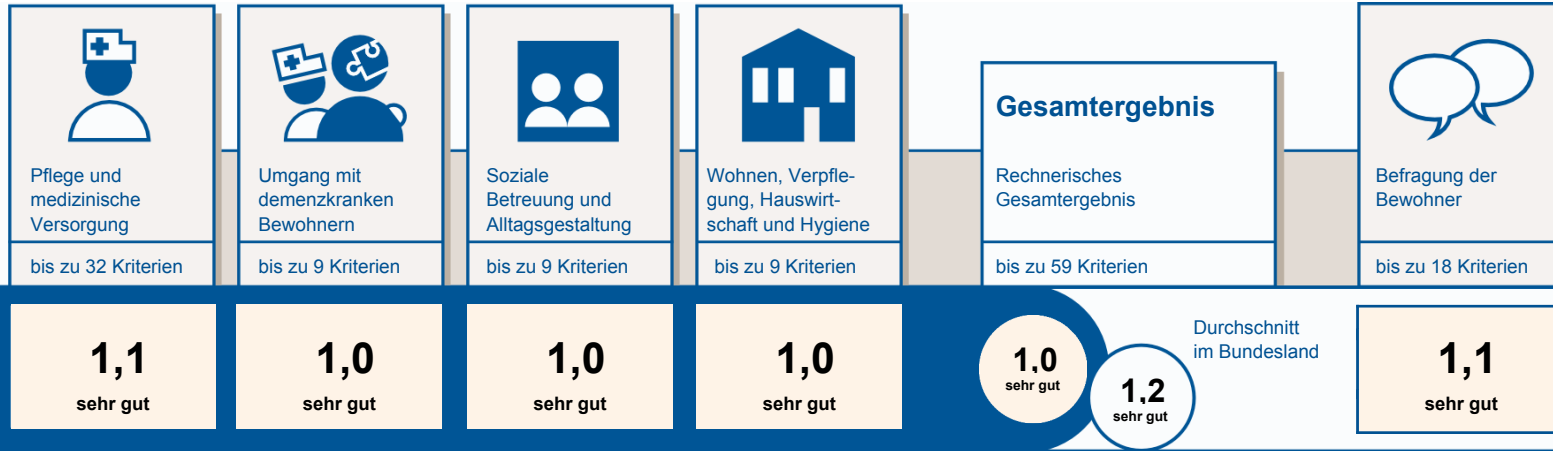 Pflege und
medizinische
Versorgung
bis zu 32 Kriterien
1,1
sehr gut
Umgang mit
demenzkranken
Bewohnern
bis zu 9 Kriterien
1,0
sehr gut
Soziale
Betreuung und
Alltagsgestaltung
bis zu 9 Kriterien
1,0
sehr gut
Wohnen, Verpfle-
gung, Hauswirt-
schaft und Hygiene
bis zu 9 Kriterien
1,0
sehr gut
Gesamtergebnis
Rechnerisches
Gesamtergebnis
bis zu 59 Kriterien
1,0
sehr gut
1,2
sehr gut
Durchschnitt
im Bundesland
Befragung der
Bewohner
bis zu 18 Kriterien
1,1
sehr gut